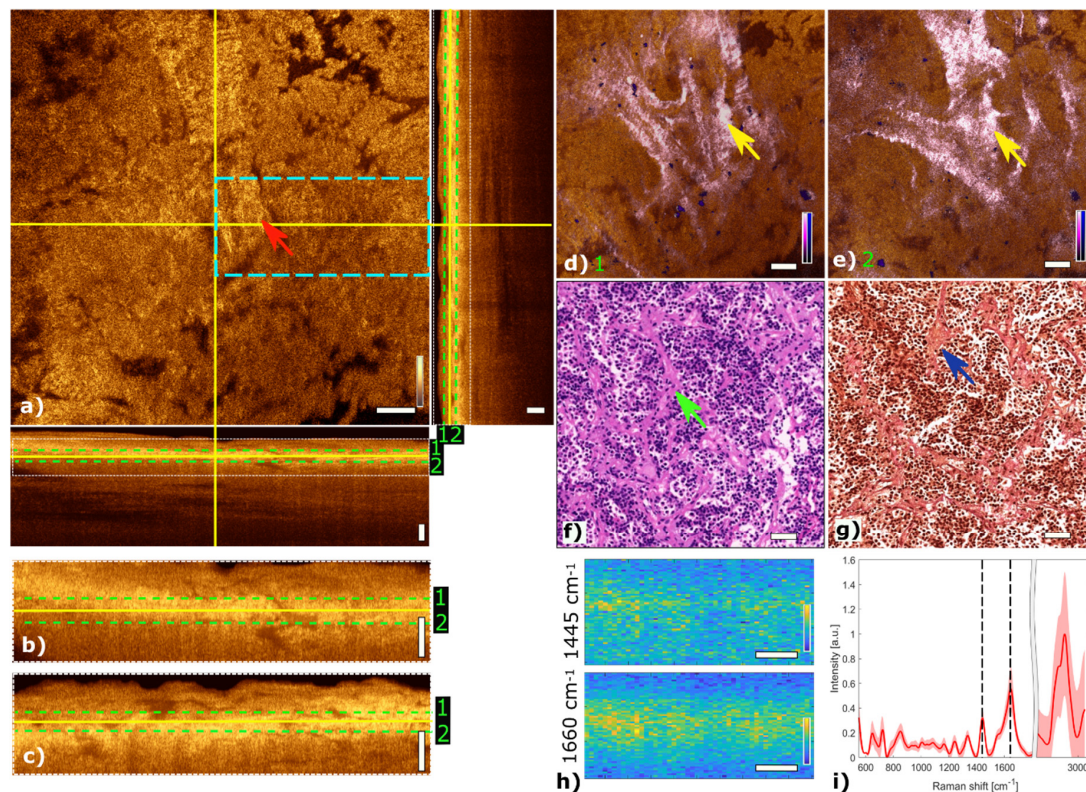 a)
12
1
2
b)
1
2
c)
1
2
d) 1
e) 2
f)
g)
1445 cm-1
1660 cm-1
h)
1.6
1.4
1.2
1
0.8
0.6
0.4
0.2
0
Intensity [a.u.]
600 800 1000 1200 1400 1600 3000
Raman shift [cm-1]
i)